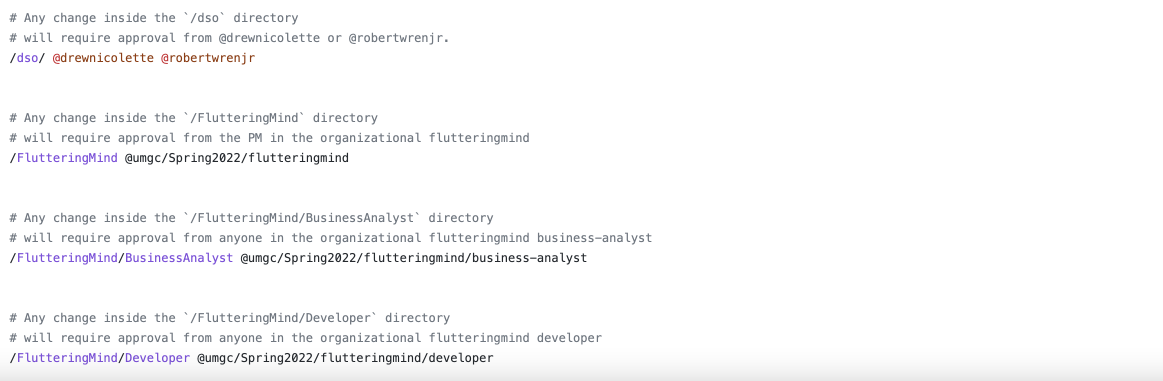 # Any change inside the `/dso` directory
# will require approval from @drewnicolette or @robertwrenjr.
/dso/ @drewnicolette @robertwrenjr
# Any change inside the `/FlutteringMind` directory
# will require approval from the PM in the organizational flutteringmind
/FlutteringMind @umgc/Spring2022/flutteringmind
# Any change inside the `/FlutteringMind/BusinessAnalyst` directory
# will require approval from anyone in the organizational flutteringmind business-analyst
/FlutteringMind/BusinessAnalyst @umgc/Spring2022/flutteringmind/business-analyst
# Any change inside the `/FlutteringMind/Developer` directory
# will require approval from anyone in the organizational flutteringmind developer
/FlutteringMind/Developer @umgc/Spring2022/flutteringmind/developer